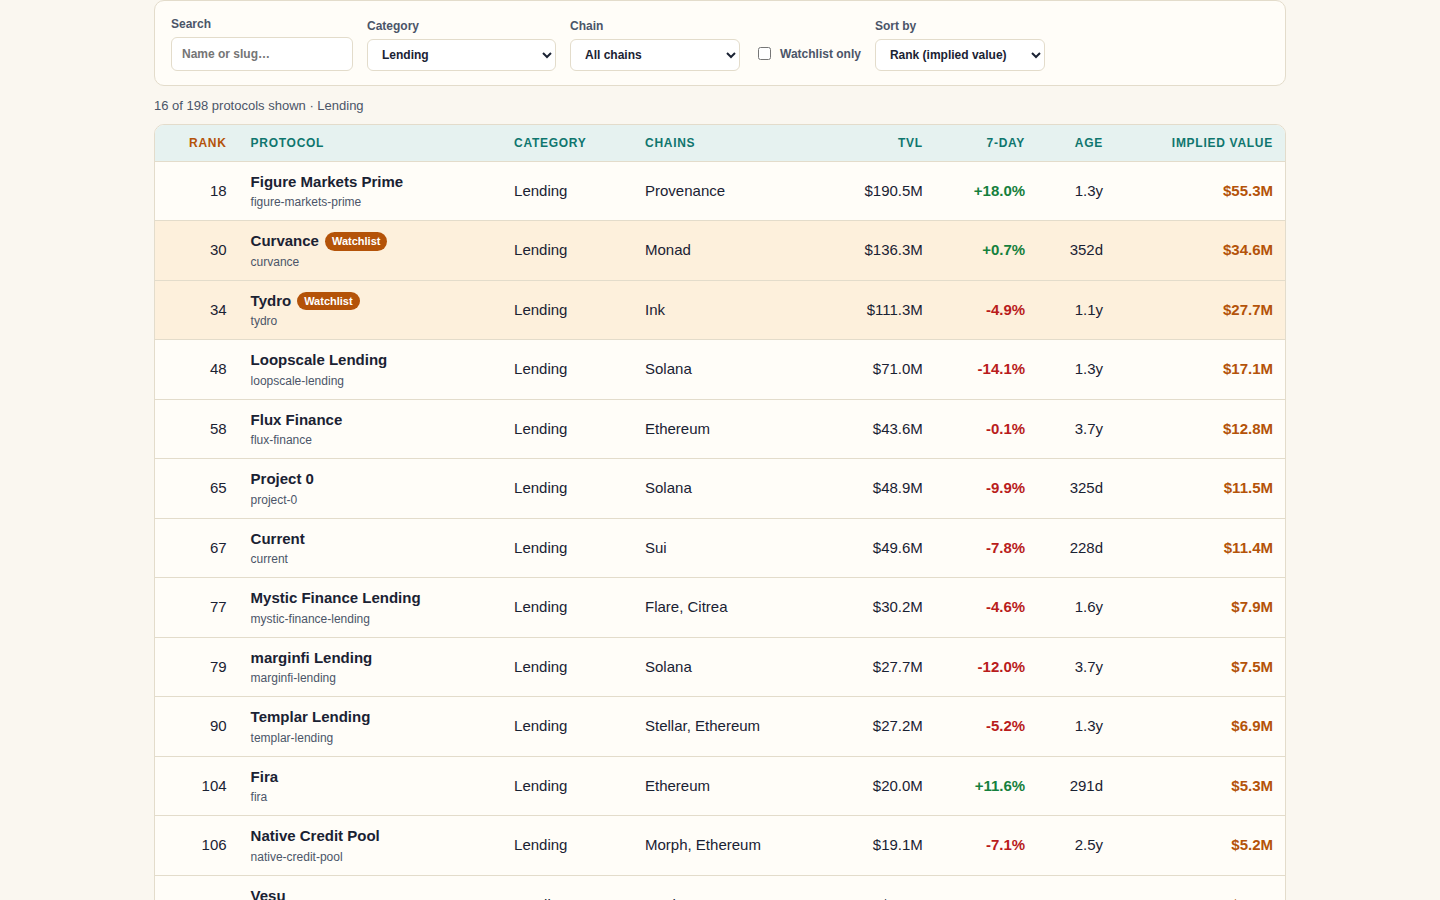 Search
Category
Chain
Sort by
Name or slug…
Lending
All chains
Watchlist only
Rank (implied value)
16 of 198 protocols shown · Lending
RANK PROTOCOL CATEGORY CHAINS TVL 7-DAY AGE IMPLIED VALUE
18 Figure Markets Prime Lending Provenance $190.5M +18.0% 1.3y $55.3M
figure-markets-prime
30 Curvance Watchlist Lending Monad $136.3M +0.7% 352d $34.6M
curvance
34 Tydro Watchlist Lending Ink $111.3M -4.9% 1.1y $27.7M
tydro
48 Loopscale Lending Lending Solana $71.0M -14.1% 1.3y $17.1M
loopscale-lending
58 Flux Finance Lending Ethereum $43.6M -0.1% 3.7y $12.8M
flux-finance
65 Project 0 Lending Solana $48.9M -9.9% 325d $11.5M
project-0
67 Current Lending Sui $49.6M -7.8% 228d $11.4M
current
77 Mystic Finance Lending Lending Flare, Citrea $30.2M -4.6% 1.6y $7.9M
mystic-finance-lending
79 marginfi Lending Lending Solana $27.7M -12.0% 3.7y $7.5M
marginfi-lending
90 Templar Lending Lending Stellar, Ethereum $27.2M -5.2% 1.3y $6.9M
templar-lending
104 Fira Lending Ethereum $20.0M +11.6% 291d $5.3M
fira
106 Native Credit Pool Lending Morph, Ethereum $19.1M -7.1% 2.5y $5.2M
native-credit-pool
Vesu